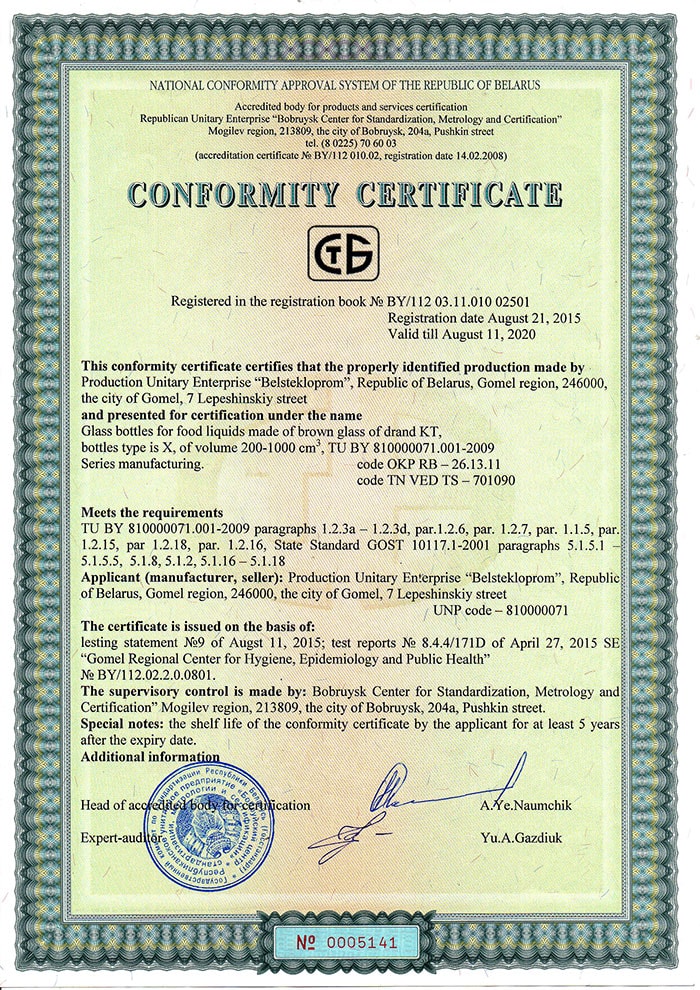 NATIONAL CONFORMITY APPROVAL SYSTEM OF THE REPUBLIC OF BELARUS
Accredited body for products and services certification
Republican Unitary Enterprise “Bobruysk Center for Standardization, Metrology and Certification”
Mogilev region, 213809, the city of Bobruysk, 204a, Pushkin street
tel. (8 0225) 70 60 03
(accreditation certificate № BY/112 010.02, registration date 14.02.2008)
CONFORMITY CERTIFICATE
СТБ
Registered in the registration book № BY/112 03.11.010 02501
Registration date August 21, 2015
Valid till August 11, 2020
This conformity certificate certifies that the properly identified production made by
Production Unitary Enterprise “Belstekloprom”, Republic of Belarus, Gomel region, 246000,
the city of Gomel, 7 Lepeshinskiy street
and presented for certification under the name
Glass bottles for food liquids made of brown glass of drand KT,
bottles type is X, of volume 200-1000 cm³, TU BY 810000071.001-2009
Series manufacturing. code OKP RB – 26.13.11
code TN VED TS – 701090
Meets the requirements
TU BY 810000071.001-2009 paragraphs 1.2.3a – 1.2.3d, par.1.2.6, par. 1.2.7, par. 1.1.5, par.
1.2.15, par 1.2.18, par. 1.2.16, State Standard GOST 10117.1-2001 paragraphs 5.1.5.1 –
5.1.5.5, 5.1.8, 5.1.2, 5.1.16 – 5.1.18
Applicant (manufacturer, seller): Production Unitary Enterprise “Belstekloprom”, Republic
of Belarus, Gomel region, 246000, the city of Gomel, 7 Lepeshinskiy street
UNP code – 810000071
The certificate is issued on the basis of:
lesting statement №9 of Augst 11, 2015; test reports № 8.4.4/171D of April 27, 2015 SE
“Gomel Regional Center for Hygiene, Epidemiology and Public Health”
№ BY/112.02.2.0.0801.
The supervisory control is made by: Bobruysk Center for Standardization, Metrology and
Certification” Mogilev region, 213809, the city of Bobruysk, 204a, Pushkin street.
Special notes: the shelf life of the conformity certificate by the applicant for at least 5 years
after the expiry date.
Additional information
Head of accredited body for certification A.Ye.Naumchik
Expert-auditor Yu.A.Gazdiuk
№ 0005141